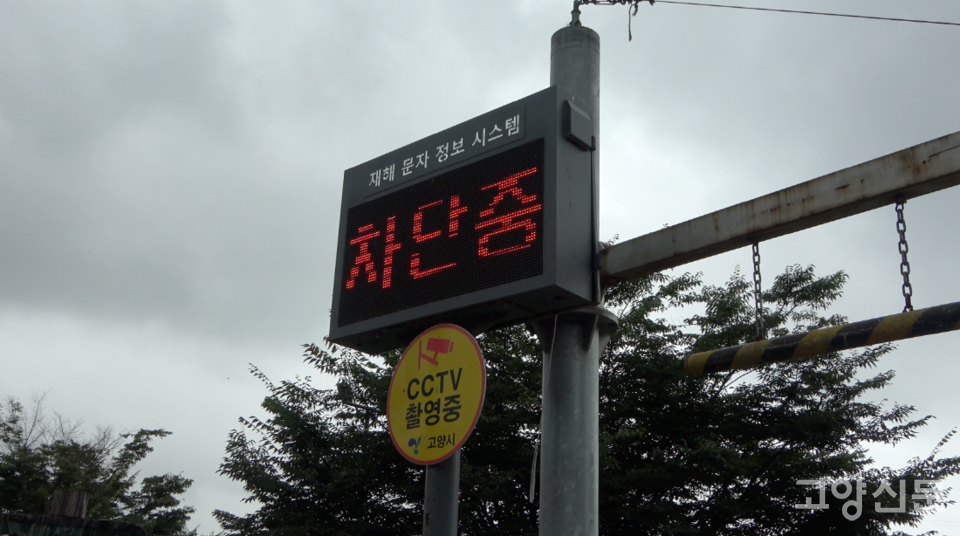 재해 문자 정보 시스템
차단중
CCTV
촬영중
고양시
고양신문